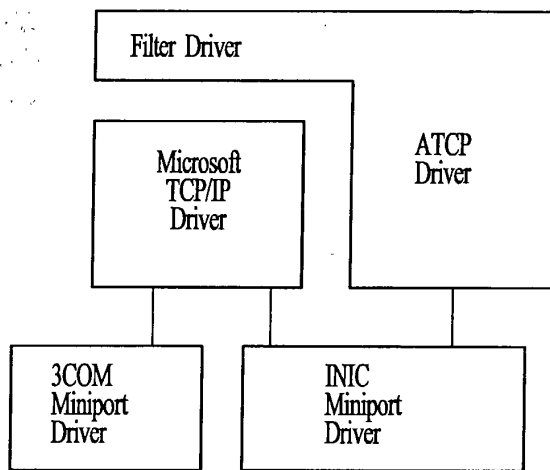 Filter Driver
Microsoft
TCP/IP
Driver
ATCP
Driver
3COM
Miniport
Driver
INIC
Miniport
Driver